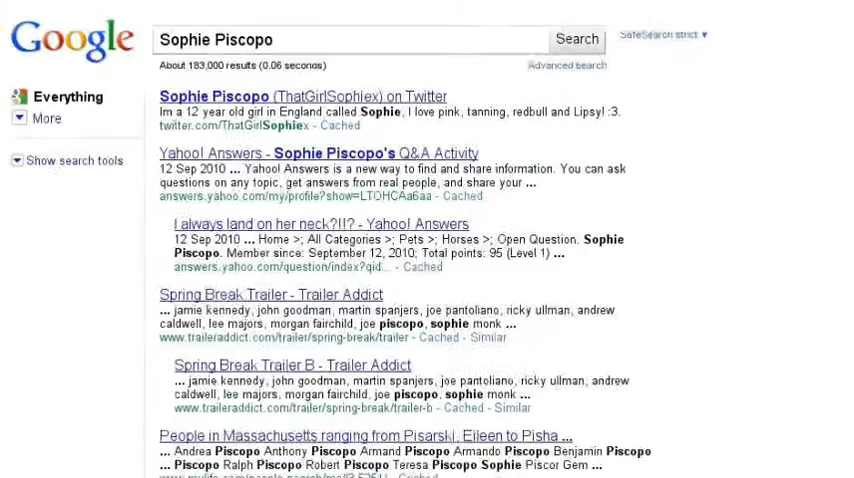 Google
Sophie Piscopo
Search
SafeSearch strict ▼
About 183,000 results (0.06 seconds)
Advanced search
Everything
More
Show search tools
Sophie Piscopo (ThatGirlSophiex) on Twitter
Im a 12 year old girl in England called Sophie, I love pink, tanning, redbull and Lipsy! :3.
twitter.com/ThatGirlSophiex - Cached
Yahoo! Answers - Sophie Piscopo's Q&A Activity
12 Sep 2010 ... Yahoo! Answers is a new way to find and share information. You can ask
questions on any topic, get answers from real people, and share your ...
answers.yahoo.com/my/profile?show=LTOHCAa6aa - Cached
I always land on her neck?!!? - Yahoo! Answers
12 Sep 2010 ... Home >; All Categories >; Pets >; Horses >; Open Question. Sophie
Piscopo. Member since: September 12, 2010; Total points: 95 (Level 1) ...
answers.yahoo.com/question/index?qid... - Cached
Spring Break Trailer - Trailer Addict
... jamie kennedy, john goodman, martin spanjers, joe pantoliano, ricky ullman, andrew
caldwell, lee majors, morgan fairchild, joe piscopo, sophie monk ...
www.traileraddict.com/trailer/spring-break/trailer - Cached - Similar
Spring Break Trailer B - Trailer Addict
... jamie kennedy, john goodman, martin spanjers, joe pantoliano, ricky ullman, andrew
caldwell, lee majors, morgan fairchild, joe piscopo, sophie monk ...
www.traileraddict.com/trailer/spring-break/trailer-b - Cached - Similar
People in Massachusetts ranging from Pisarski, Eileen to Pisha ...
... Andrea Piscopo Anthony Piscopo Armand Piscopo Armando Piscopo Benjamin Piscopo
... Piscopo Ralph Piscopo Robert Piscopo Teresa Piscopo Sophie Piscor Gem ...